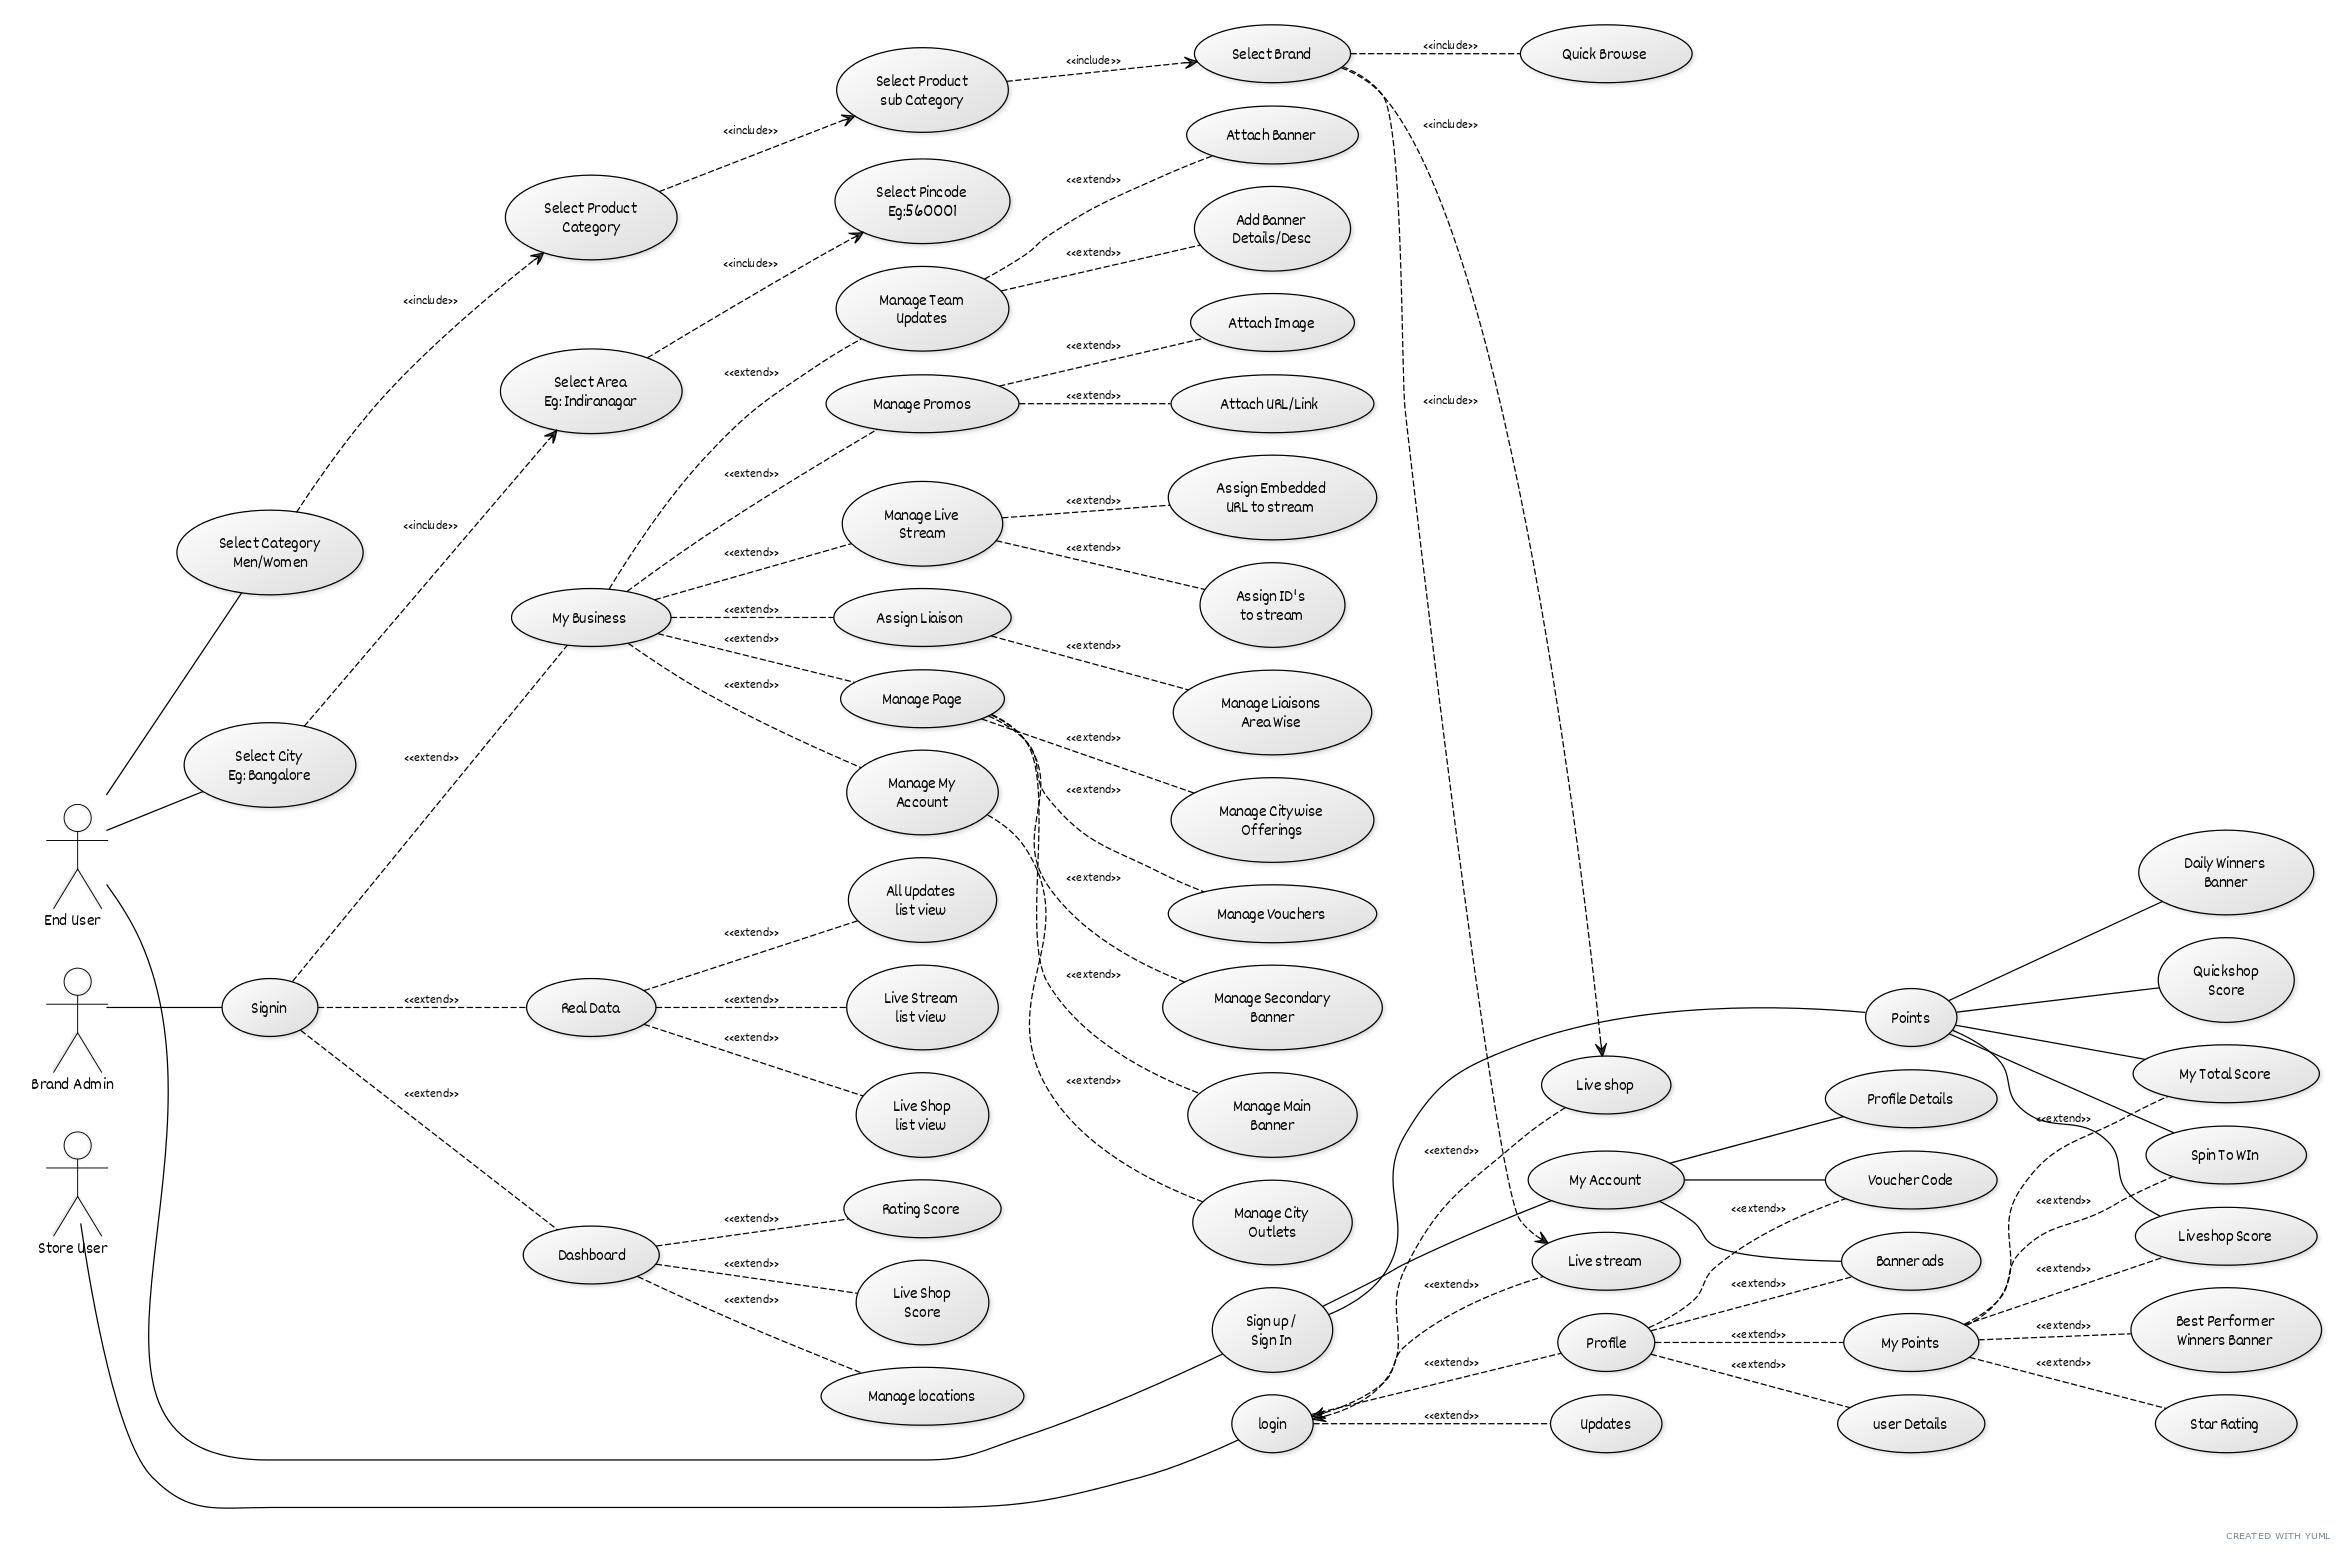 Select Brand
<<include>>
Quick Browse
<<include>>
Select Product
sub Category
<<include>>
<<include>>
Attach Banner
<<extend>>
Select Pincode
Eg:560001
Select Product
Category
Add Banner
Details/Desc
<<extend>>
<<include>>
<<include>>
Manage Team
Updates
Attach Image
<<extend>>
<<extend>>
Select Area
Eg: Indiranagar
Manage Promos
<<extend>>
Attach URL/Link
<<include>>
<<extend>>
Assign Embedded
URL to stream
<<extend>>
Manage Live
Stream
<<include>>
Select Category
Men/Women
<<extend>>
<<extend>>
Assign ID's
to stream
My Business
<<extend>>
Assign Liaison
<<extend>>
<<extend>>
<<extend>>
Manage Page
Manage Liaisons
Area Wise
<<extend>>
Select City
Eg: Bangalore
<<extend>>
Manage My
Account
<<extend>>
Manage Citywise
Offerings
<<extend>>
Daily Winners
Banner
All Updates
list view
<<extend>>
End User
Manage Vouchers
<<extend>>
<<extend>>
Quickshop
Score
Signin
<<extend>>
Real Data
<<extend>>
Live Stream
list view
Manage Secondary
Banner
Points
<<extend>>
My Total Score
Brand Admin
Live shop
<<extend>>
<<extend>>
Profile Details
Live Shop
list view
Manage Main
Banner
<<extend>>
<<extend>>
Spin To WIn
My Account
Voucher Code
<<extend>>
Rating Score
<<extend>>
<<extend>>
Manage City
Outlets
Liveshop Score
Store User
Dashboard
<<extend>>
Live stream
Banner ads
<<extend>>
<<extend>>
<<extend>>
Live Shop
Score
<<extend>>
Sign up /
Sign In
Best Performer
Winners Banner
<<extend>>
Profile
<<extend>>
My Points
<<extend>>
<<extend>>
<<extend>>
Manage locations
login
<<extend>>
Updates
user Details
Star Rating
CREATED WITH YUML